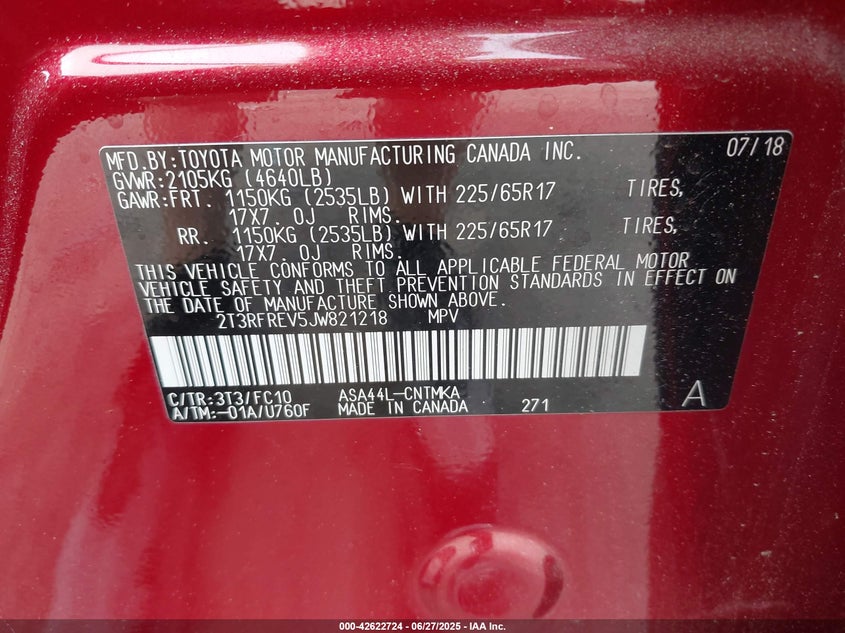 MFD.BY:TOYOTA MOTOR MANUFACTURING CANADA INC. 07/18
GVWR:2105KG (4640LB)
GAWR:FRT. 1150KG (2535LB) WITH 225/65R17 TIRES,
17X7.0J RIMS.
RR. 1150KG (2535LB) WITH 225/65R17 TIRES,
17X7.0J RIMS.
THIS VEHICLE CONFORMS TO ALL APPLICABLE FEDERAL MOTOR
VEHICLE SAFETY AND THEFT PREVENTION STANDARDS IN EFFECT ON
THE DATE OF MANUFACTURE SHOWN ABOVE.
2T3RFREV5JW821218 MPV
C/TR:3T3/FC10 ASA44L-CNTMKA
A/TM:-01A/U760F MADE IN CANADA 271 A
000-42622724 | 06/27/2025 | IAA Inc.